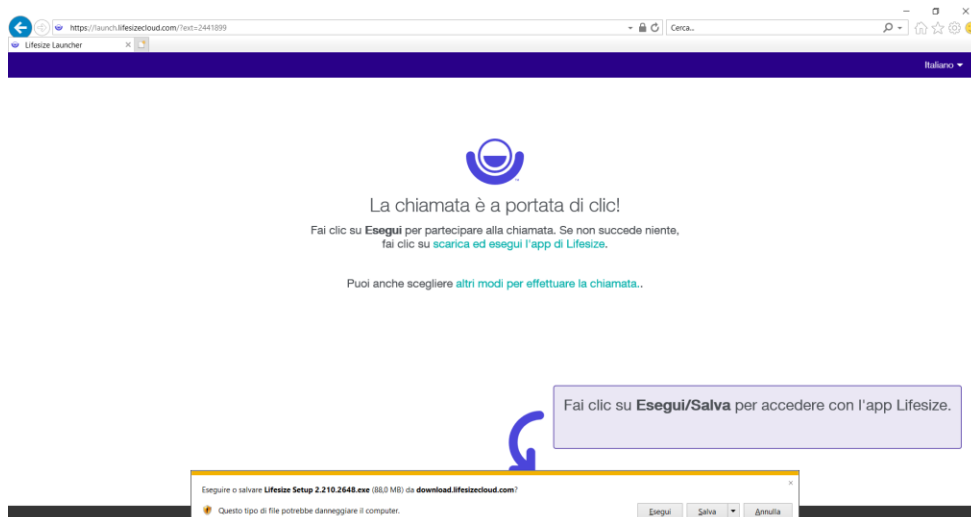 https://launch.lifesizecloud.com/?ext=2441899
Cerca...
Lifesize Launcher
Italiano
La chiamata è a portata di clic!
Fai clic su Esegui per partecipare alla chiamata. Se non succede niente,
fai clic su scarica ed esegui l'app di Lifesize.
Puoi anche scegliere altri modi per effettuare la chiamata..
Fai clic su Esegui/Salva per accedere con l'app Lifesize.
Eseguire o salvare Lifesize Setup 2.210.2648.exe (88,0 MB) da download.lifesizecloud.com?
Questo tipo di file potrebbe danneggiare il computer.
Esegui
Salva
Annulla